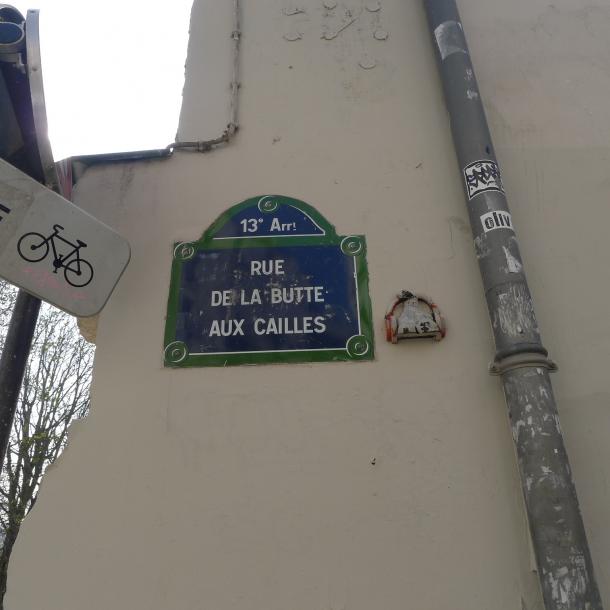 13e Arrt
RUE
DE LA BUTTE
AUX CAILLES